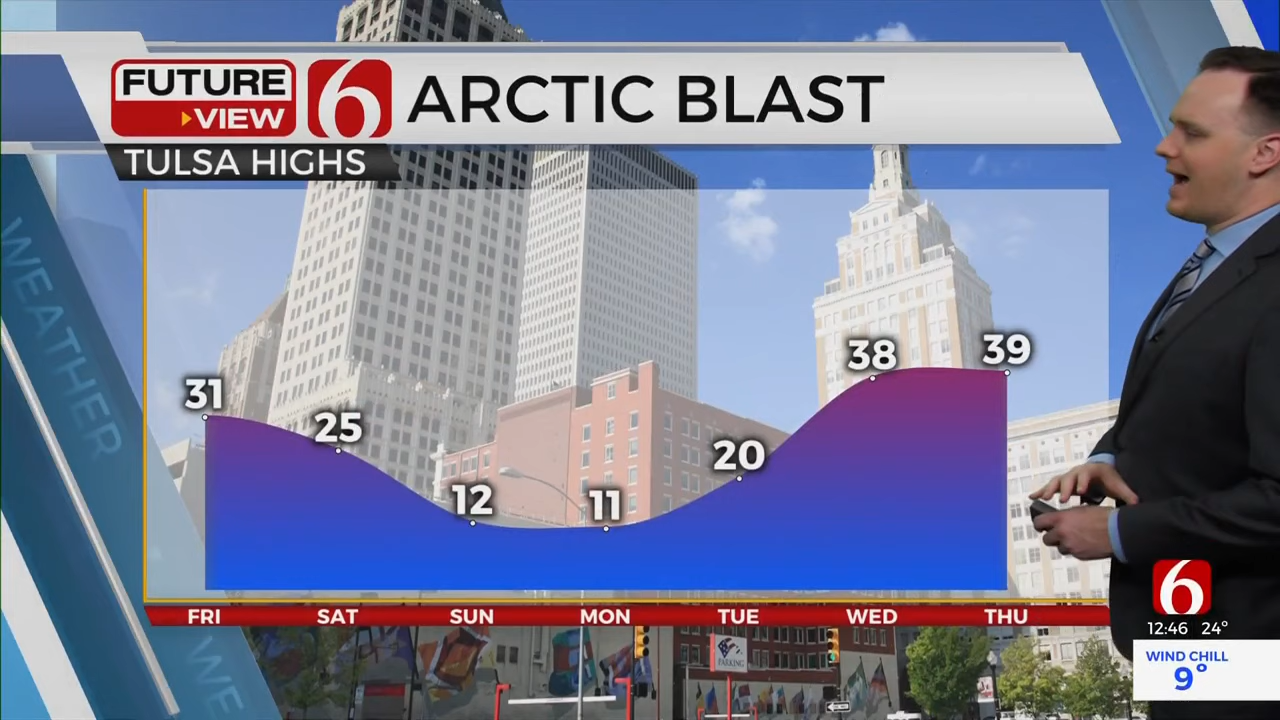 FUTURE
VIEW
6
ARCTIC BLAST
TULSA HIGHS
WEATHER
31
25
12
11
20
38
39
FRI
SAT
SUN
MON
TUE
WED
THU
WE
PARKING
6
12:46 24°
WIND CHILL
9°